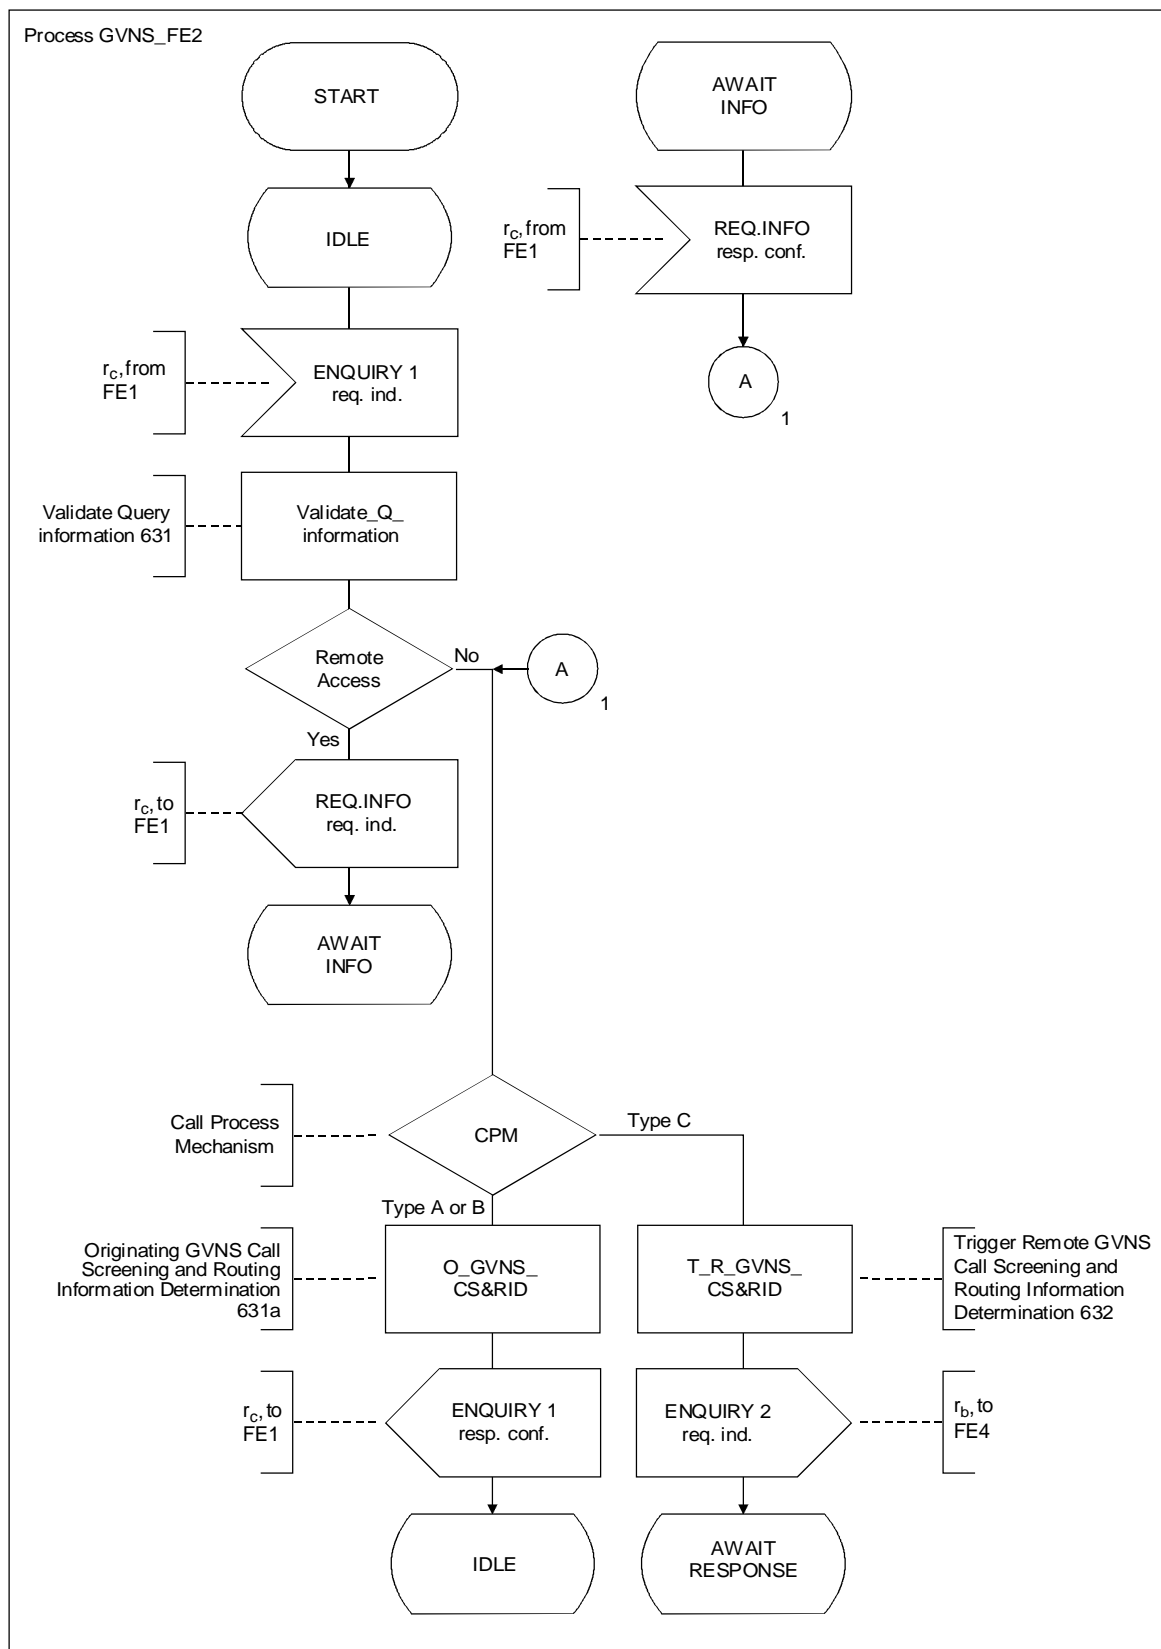 Process GVNS_FE2
START
AWAIT
INFO
IDLE
rc, from
FE1
REQ.INFO
resp. conf.
rc, from
FE1
ENQUIRY 1
req. ind.
A
1
Validate Query
information 631
Validate_Q_
information
Remote
Access
No
A
1
Yes
rc, to
FE1
REQ.INFO
req. ind.
AWAIT
INFO
Call Process
Mechanism
CPM
Type C
Type A or B
Originating GVNS Call
Screening and Routing
Information Determination
631a
O_GVNS_
CS&RID
T_R_GVNS_
CS&RID
Trigger Remote GVNS
Call Screening and
Routing Information
Determination 632
rc, to
FE1
ENQUIRY 1
resp. conf.
ENQUIRY 2
req. ind.
rb, to
FE4
IDLE
AWAIT
RESPONSE